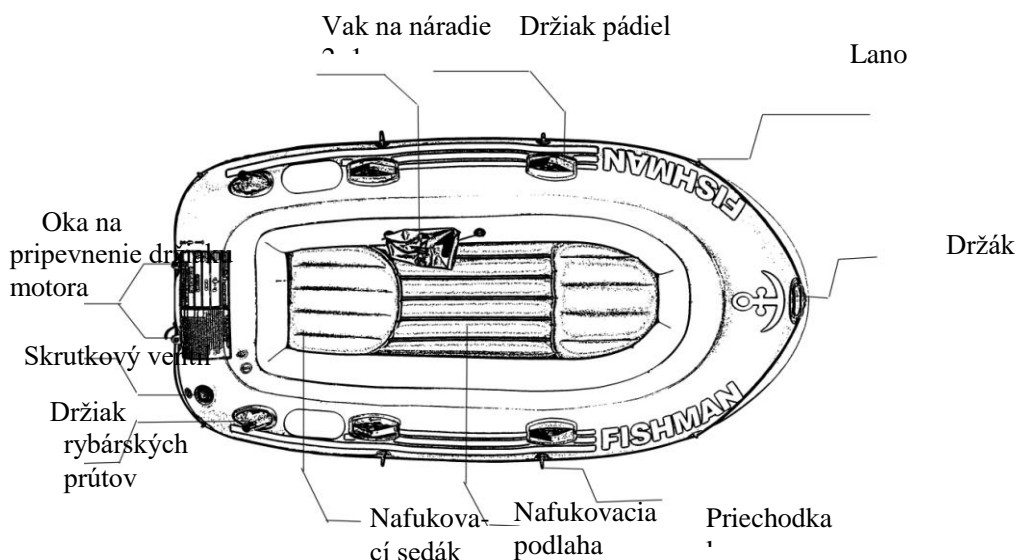 Vak na náradie
Držiak pádiel
Lano
FISHMAN
Oka na
pripevnenie
motora
Držák
Skrutkový ventil
FISHMAN
Držiak
rybárských
prútov
Nafukova-
cí sedák
Nafukovacia
podlaha
Priechodka